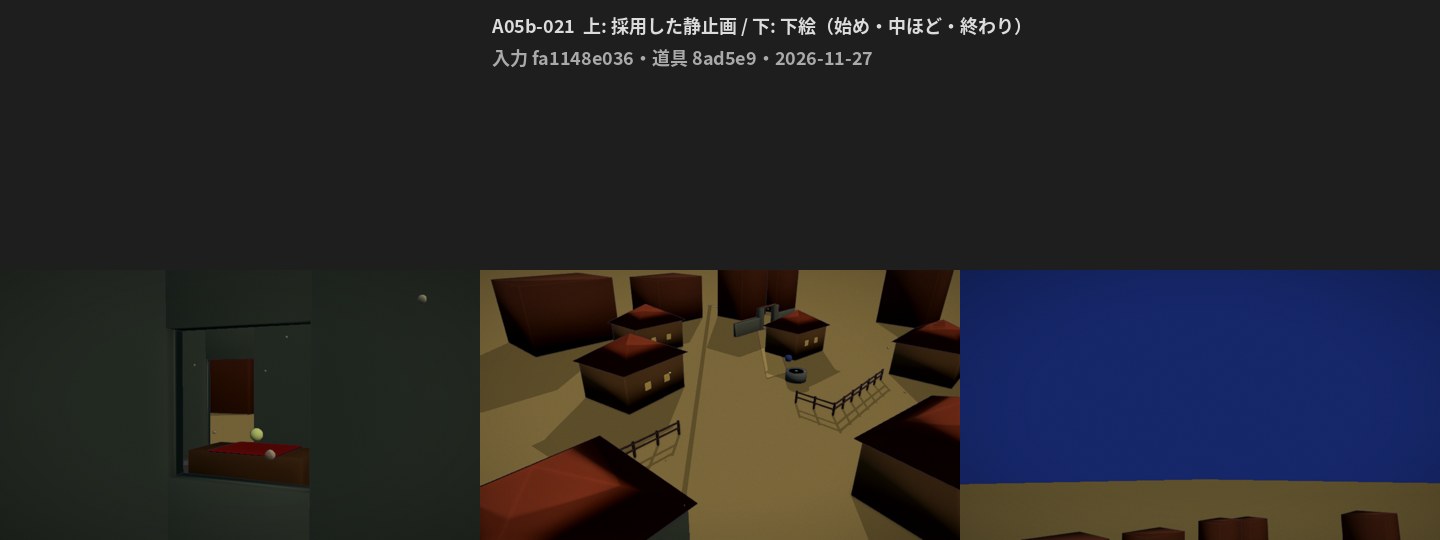 A05b-021 上: 採用した静止画 / 下: 下絵（始め・中ほど・終わり）
入力 fa1148e036・道具 8ad5e9・2026-11-27